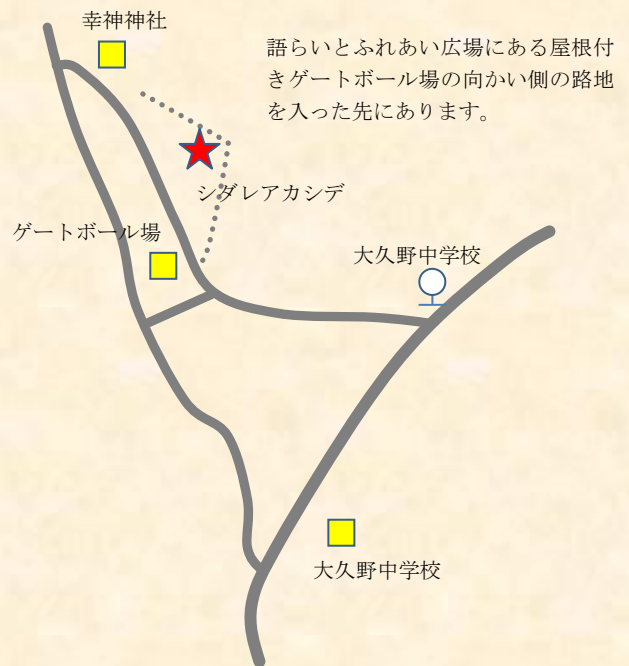 幸神神社
語らいとふれあい広場にある屋根付
きゲートボール場の向かい側の路地
を入った先にあります。
シダレアカシデ
ゲートボール場
大久野中学校
大久野中学校